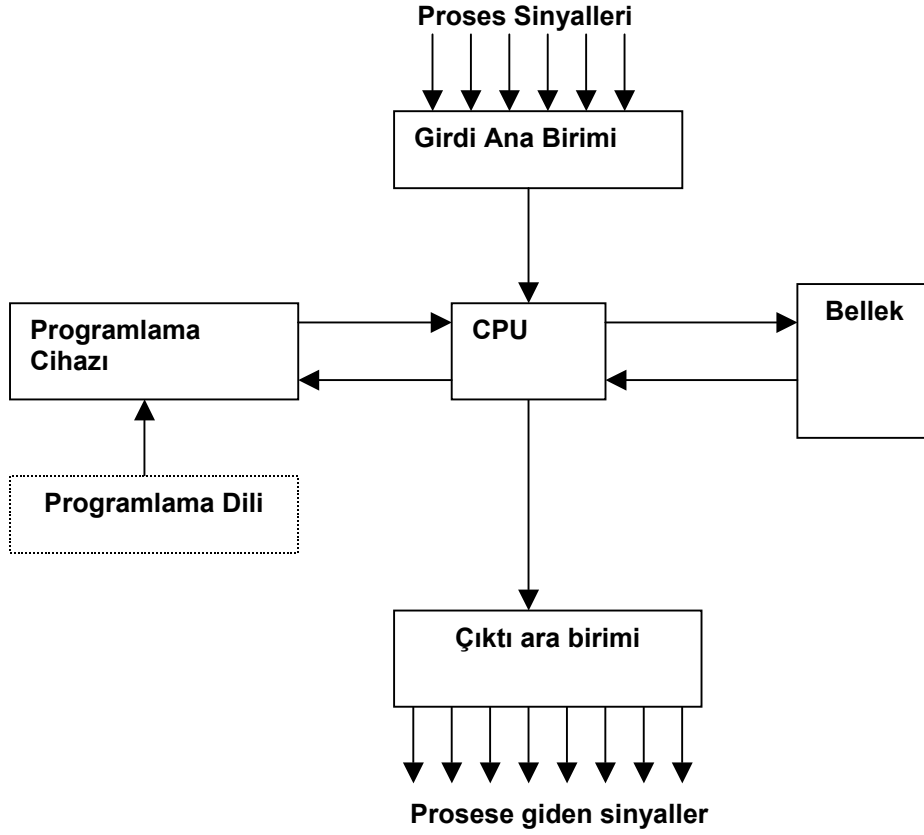 Proses Sinyalleri
Girdi Ana Birimi
Programlama
Cihazı
CPU
Bellek
Programlama Dili
Çıktı ara birimi
Prosese giden sinyaller